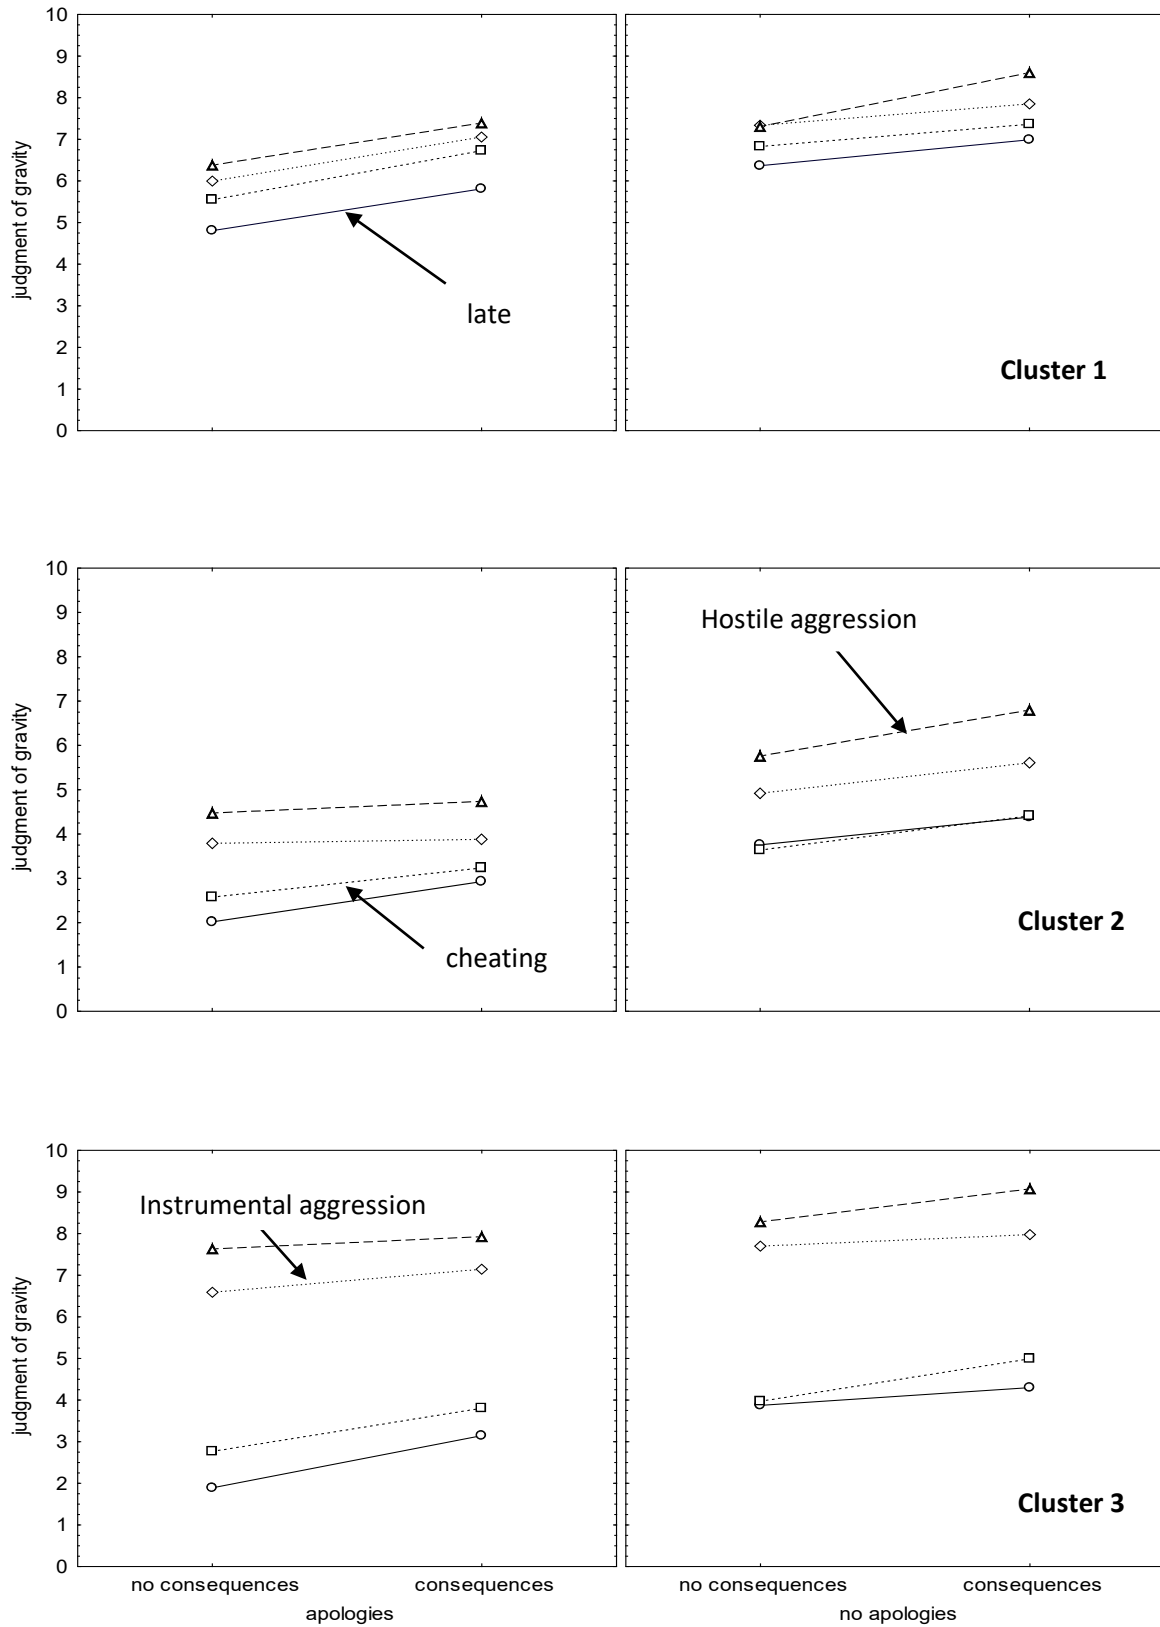 10
9
8
7
6
5
4
3
2
1
0
judgment of gravity
late
Cluster 1
10
9
8
7
6
5
4
3
2
1
0
judgment of gravity
Hostile aggression
cheating
Cluster 2
10
9
8
7
6
5
4
3
2
1
0
judgment of gravity
Instrumental aggression
Cluster 3
no consequences consequences no consequences consequences
apologies no apologies